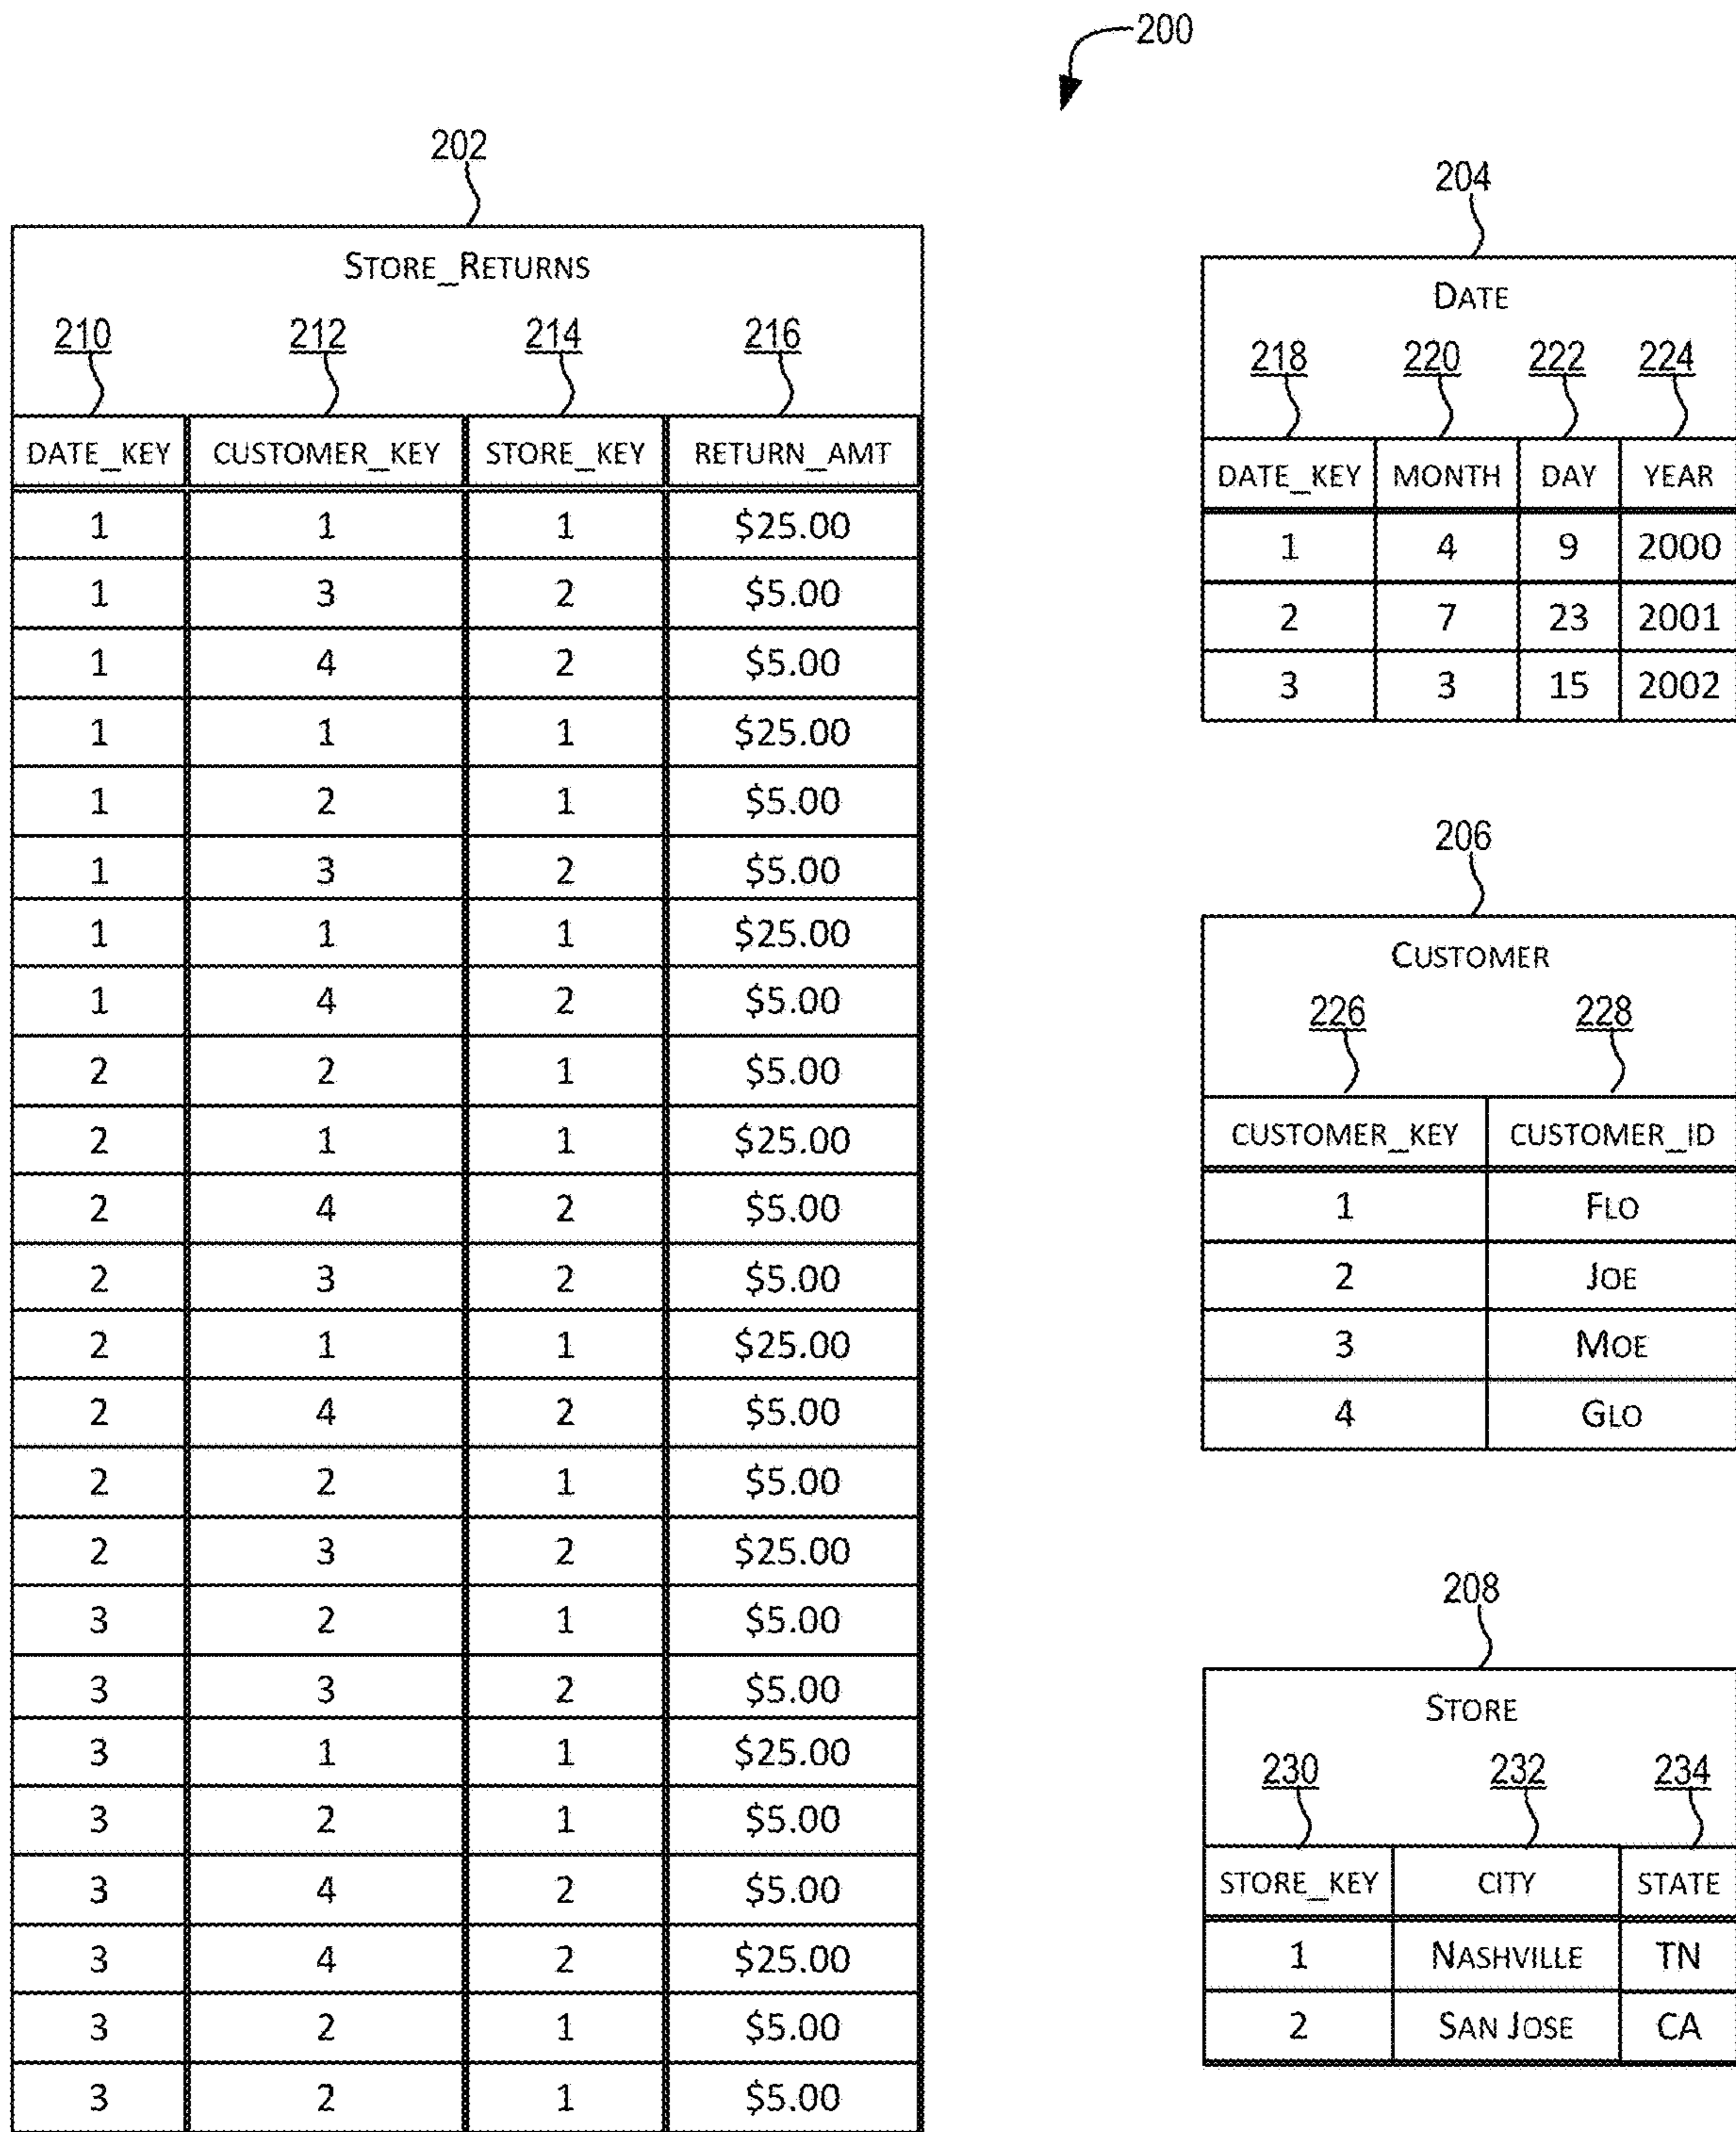 200
202
STORE_RETURNS
210 212 214 216
DATE_KEY CUSTOMER_KEY STORE_KEY RETURN_AMT
1 1 1 $25.00
1 3 2 $5.00
1 4 2 $5.00
1 1 1 $25.00
1 2 1 $5.00
1 3 2 $5.00
1 1 1 $25.00
1 4 2 $5.00
2 2 1 $5.00
2 1 1 $25.00
2 4 2 $5.00
2 3 2 $5.00
2 1 1 $25.00
2 4 2 $5.00
2 2 1 $5.00
2 3 2 $25.00
3 2 1 $5.00
3 3 2 $5.00
3 1 1 $25.00
3 2 1 $5.00
3 4 2 $5.00
3 4 2 $25.00
3 2 1 $5.00
3 2 1 $5.00
204
DATE
218 220 222 224
DATE_KEY MONTH DAY YEAR
1 4 9 2000
2 7 23 2001
3 3 15 2002
206
CUSTOMER
226 228
CUSTOMER_KEY CUSTOMER_ID
1 FLO
2 JOE
3 MOE
4 GLO
208
STORE
230 232 234
STORE_KEY CITY STATE
1 NASHVILLE TN
2 SAN JOSE CA